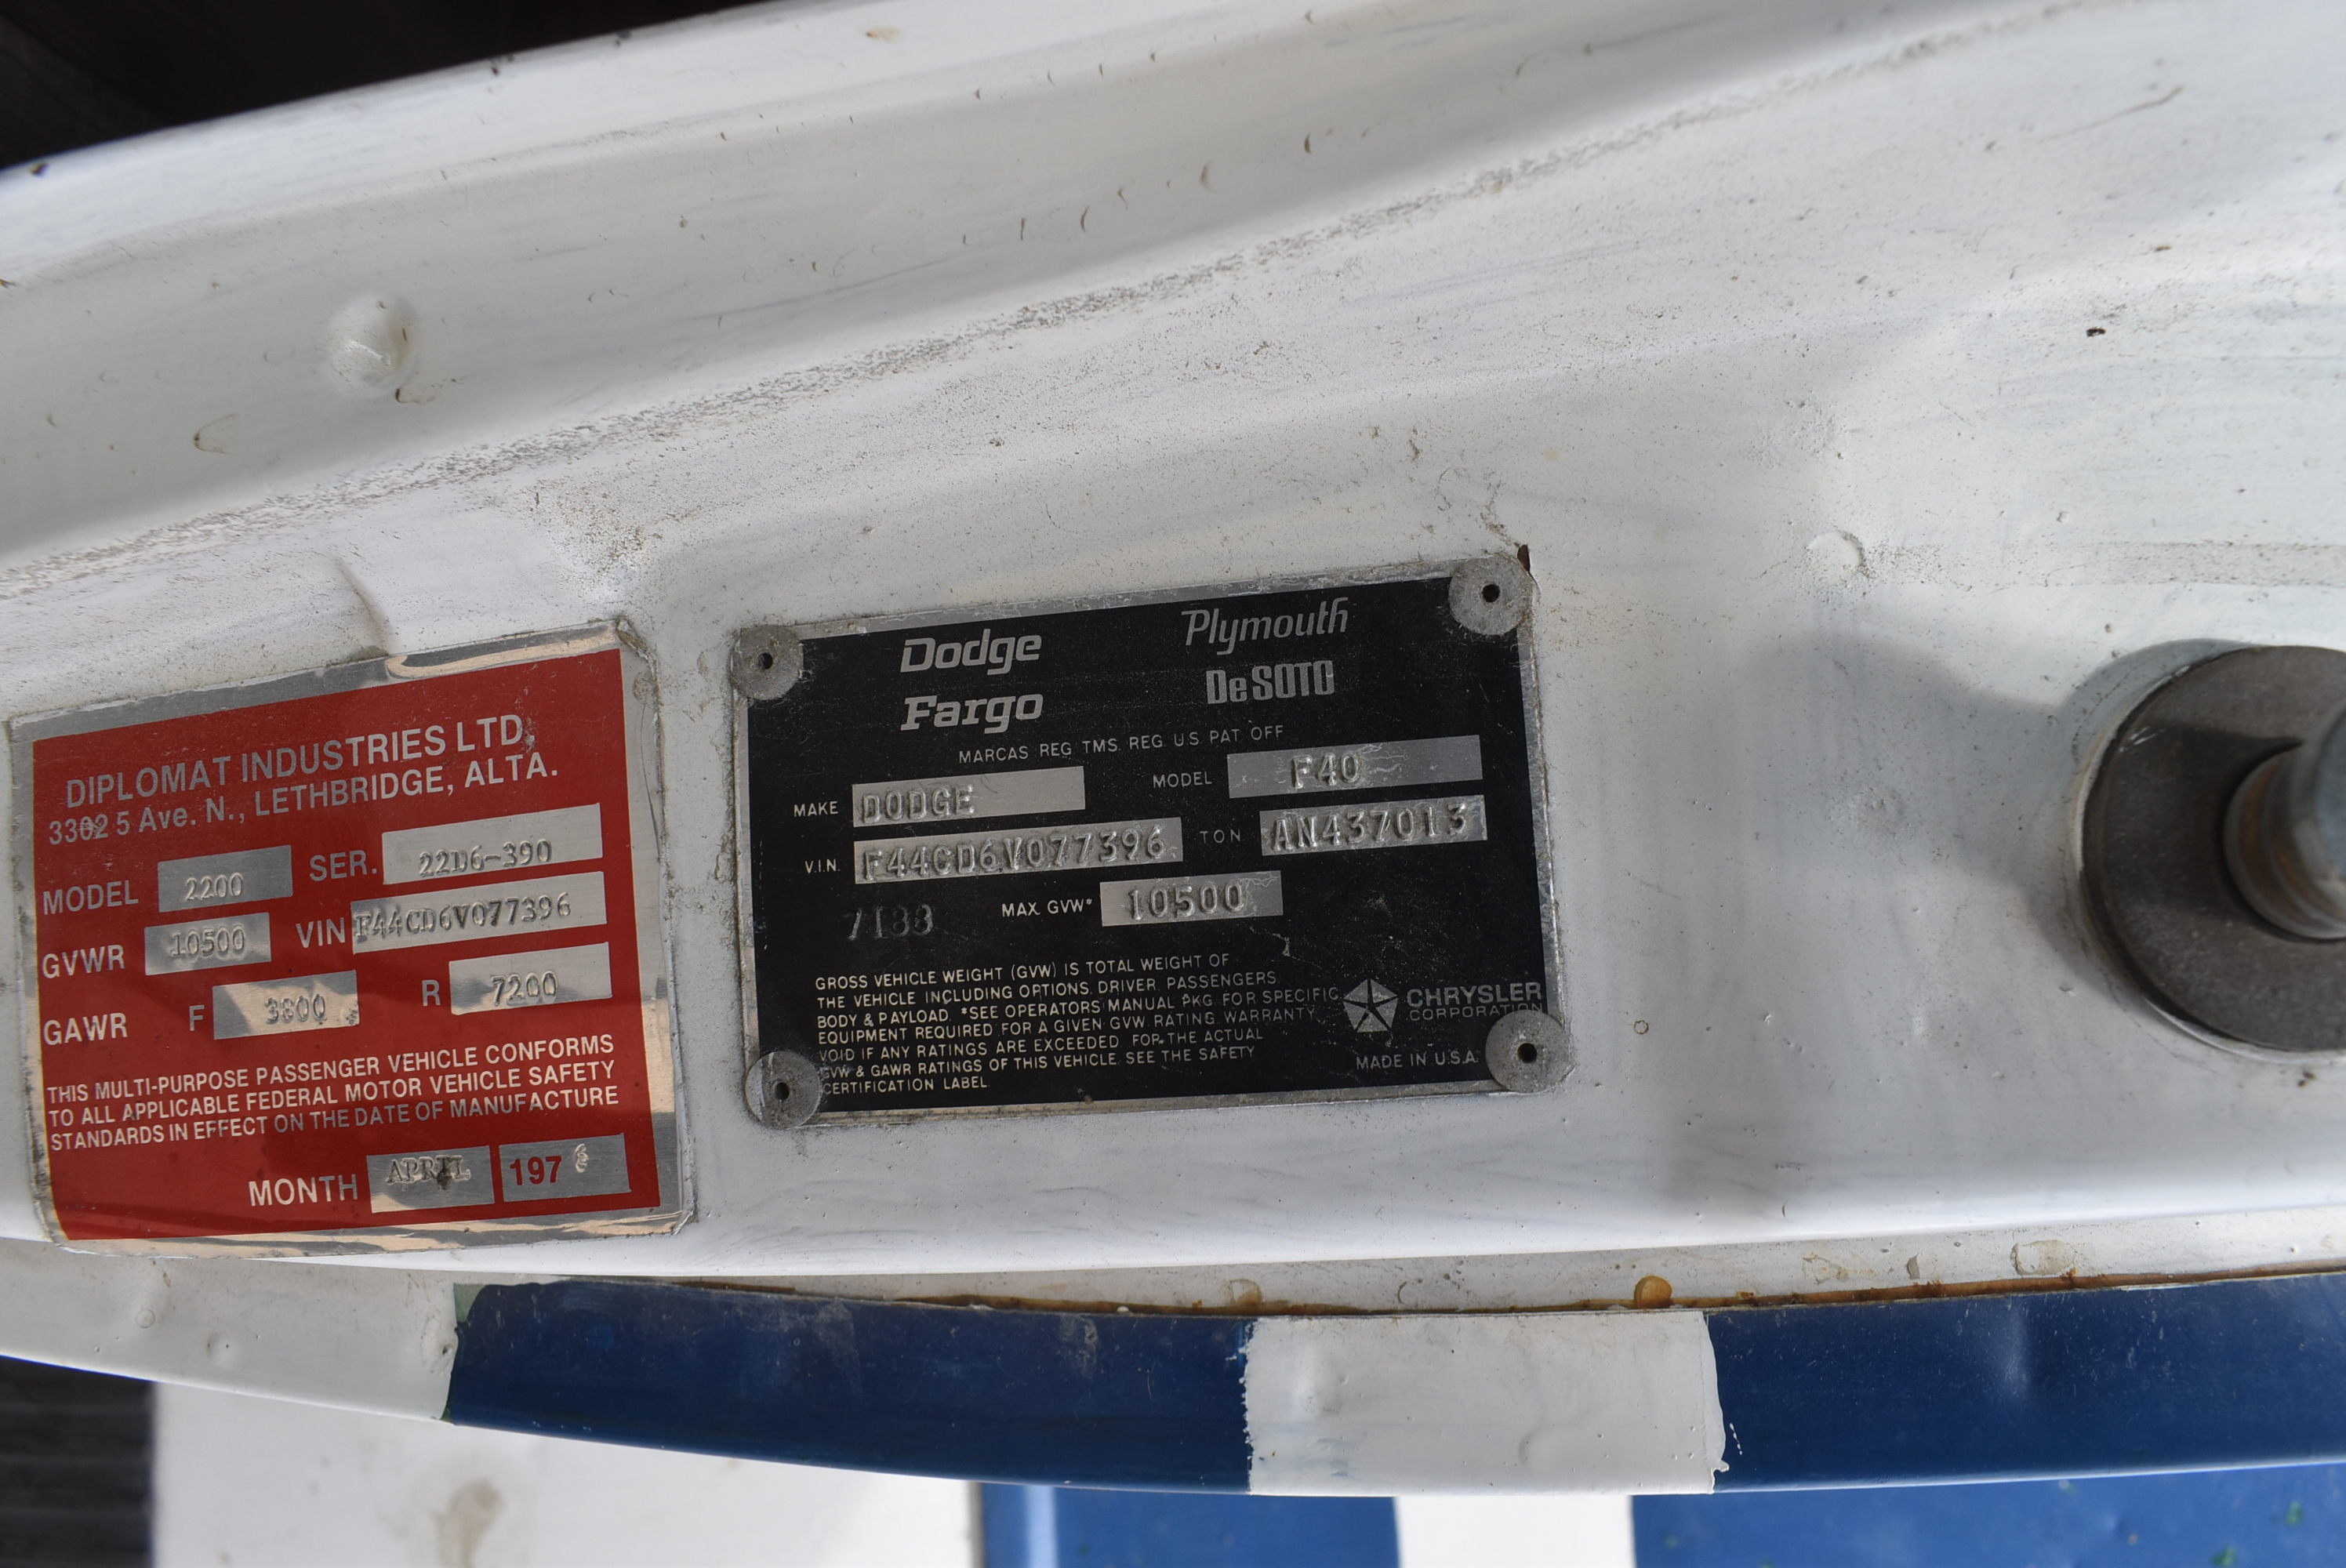 DIPLOMAT INDUSTRIES LTD.
3302 5 Ave. N., LETHBRIDGE, ALTA.
MODEL 2200 SER. 22D6-390
GVWR 10500 VIN F44CD6V077396
GAWR F 3800 R 7200
THIS MULTI-PURPOSE PASSENGER VEHICLE CONFORMS
TO ALL APPLICABLE FEDERAL MOTOR VEHICLE SAFETY
STANDARDS IN EFFECT ON THE DATE OF MANUFACTURE
MONTH APRIL 197 6
Dodge Plymouth
Fargo DeSOTO
MARCAS REG. TMS. REG. U.S. PAT. OFF
MAKE DODGE MODEL F40
V.I.N. F44CD6V077396 TON AN437013
7188 MAX. GVW* 10500
GROSS VEHICLE WEIGHT (GVW) IS TOTAL WEIGHT OF
THE VEHICLE INCLUDING OPTIONS, DRIVER, PASSENGERS,
BODY & PAYLOAD. *SEE OPERATORS MANUAL PKG. FOR SPECIFIC
EQUIPMENT REQUIRED FOR A GIVEN GVW RATING WARRANTY
VOID IF ANY RATINGS ARE EXCEEDED. FOR THE ACTUAL
GVW & GAWR RATINGS OF THIS VEHICLE, SEE THE SAFETY
CERTIFICATION LABEL.
CHRYSLER
CORPORATION
MADE IN U.S.A.